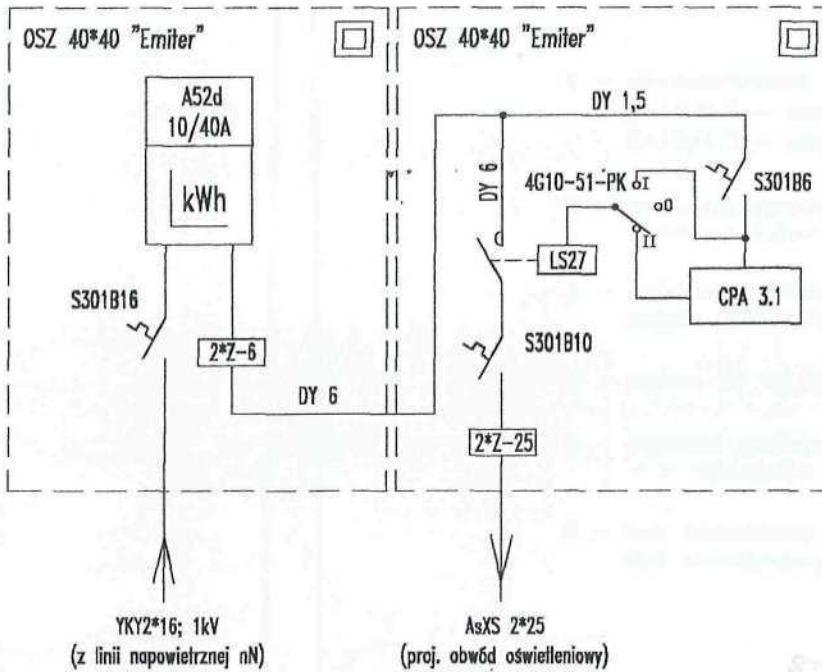 OSZ 40*40 "Emiter"
A52d
10/40A
kWh
S301B16
2*Z-6
DY 6
YKY2*16; 1kV
(z linii napowietrznej nN)
OSZ 40*40 "Emiter"
DY 1,5
DY 6
4G10-51-PK
I
0
II
S301B6
LS27
CPA 3.1
S301B10
2*Z-25
AsXS 2*25
(proj. obwód oświetleniowy)